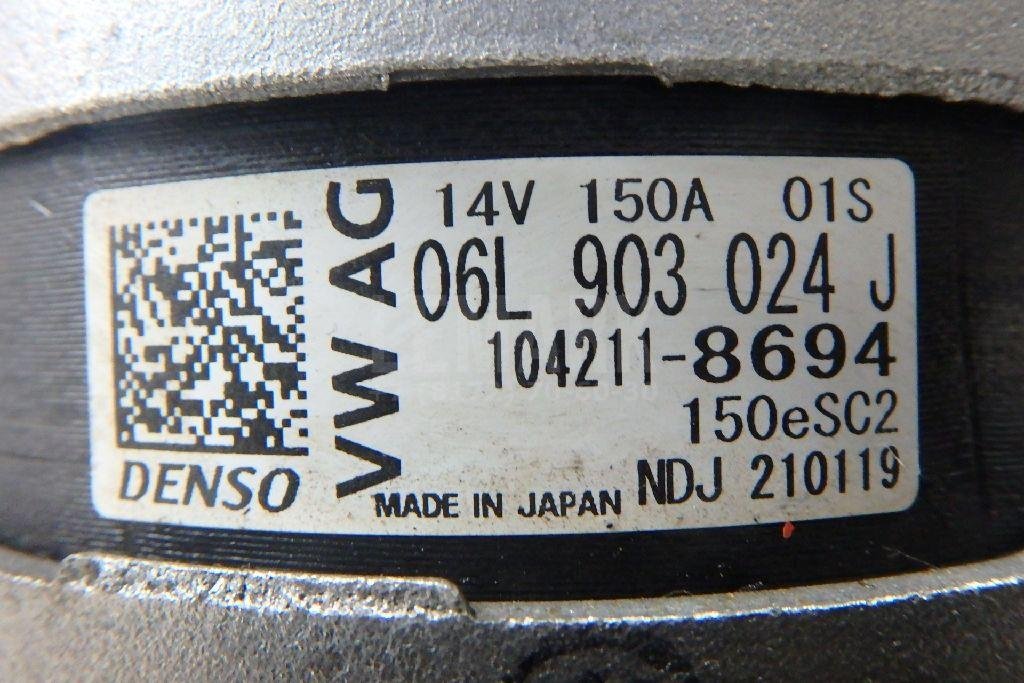 VW AG
14V 150A 01S
06L 903 024 J
104211-8694
150eSC2
NDJ 210119
DENSO
MADE IN JAPAN